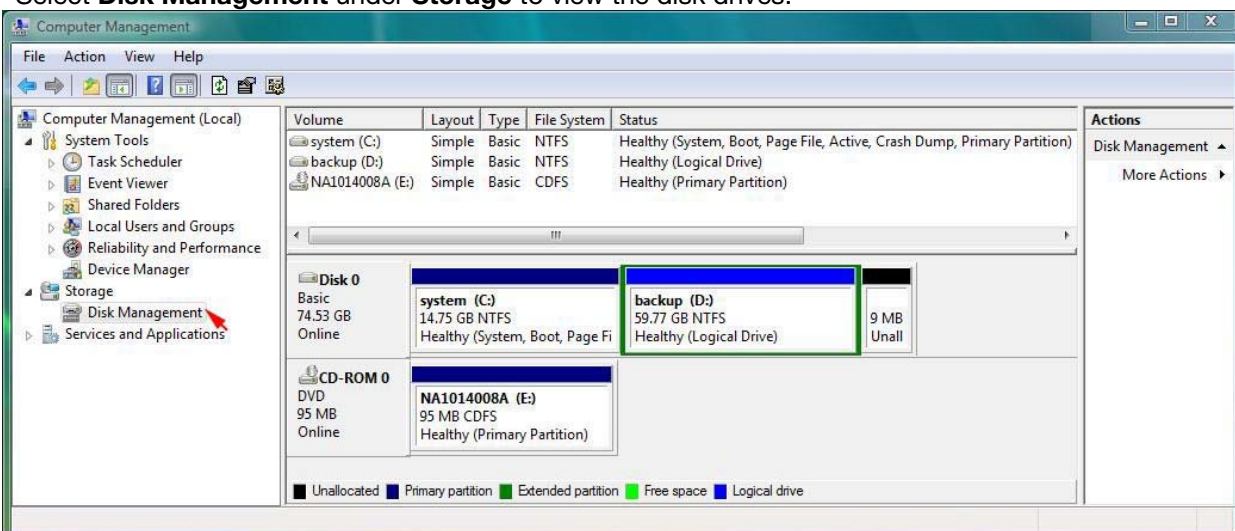 Select Disk Management under Storage to view the disk drives.
Computer Management
File Action View Help
Computer Management (Local)
System Tools
Task Scheduler
Event Viewer
Shared Folders
Local Users and Groups
Reliability and Performance
Device Manager
Storage
Disk Management
Services and Applications
Volume Layout Type File System Status
system (C:) Simple Basic NTFS Healthy (System, Boot, Page File, Active, Crash Dump, Primary Partition)
backup (D:) Simple Basic NTFS Healthy (Logical Drive)
NA1014008A (E:) Simple Basic CDFS Healthy (Primary Partition)
Disk 0
Basic
74.53 GB
Online
system (C:)
14.75 GB NTFS
Healthy (System, Boot, Page Fi
backup (D:)
59.77 GB NTFS
Healthy (Logical Drive)
9 MB
Unall
CD-ROM 0
DVD
95 MB
Online
NA1014008A (E:)
95 MB CDFS
Healthy (Primary Partition)
Unallocated Primary partition Extended partition Free space Logical drive
Actions
Disk Management
More Actions